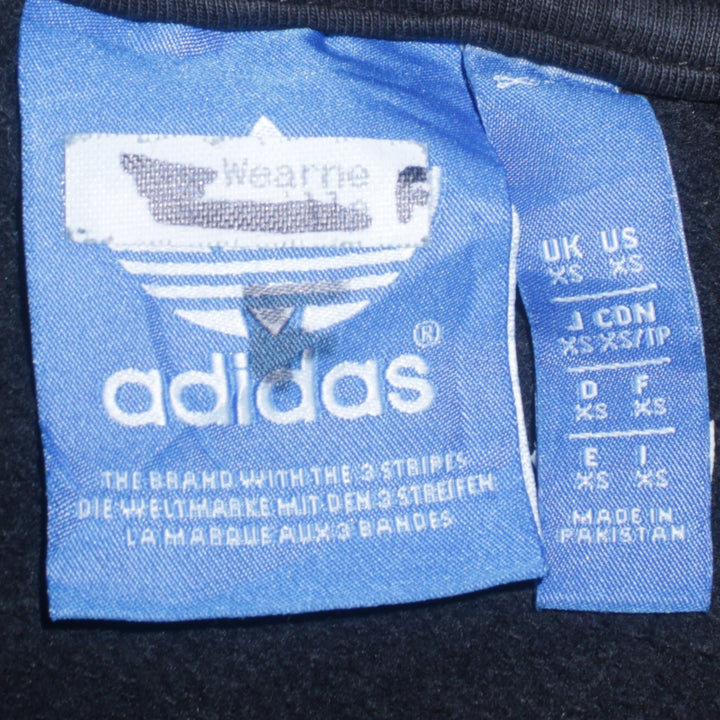 Wearne
adidas®
THE BRAND WITH THE 3 STRIPES
DIE WELTMARKE MIT DEN 3 STREIFEN
LA MARQUE AUX 3 BANDES
UK US
XS XS
J CDN
XS XS/TP
D F
XS XS
E I
XS XS
MADE IN
PAKISTAN